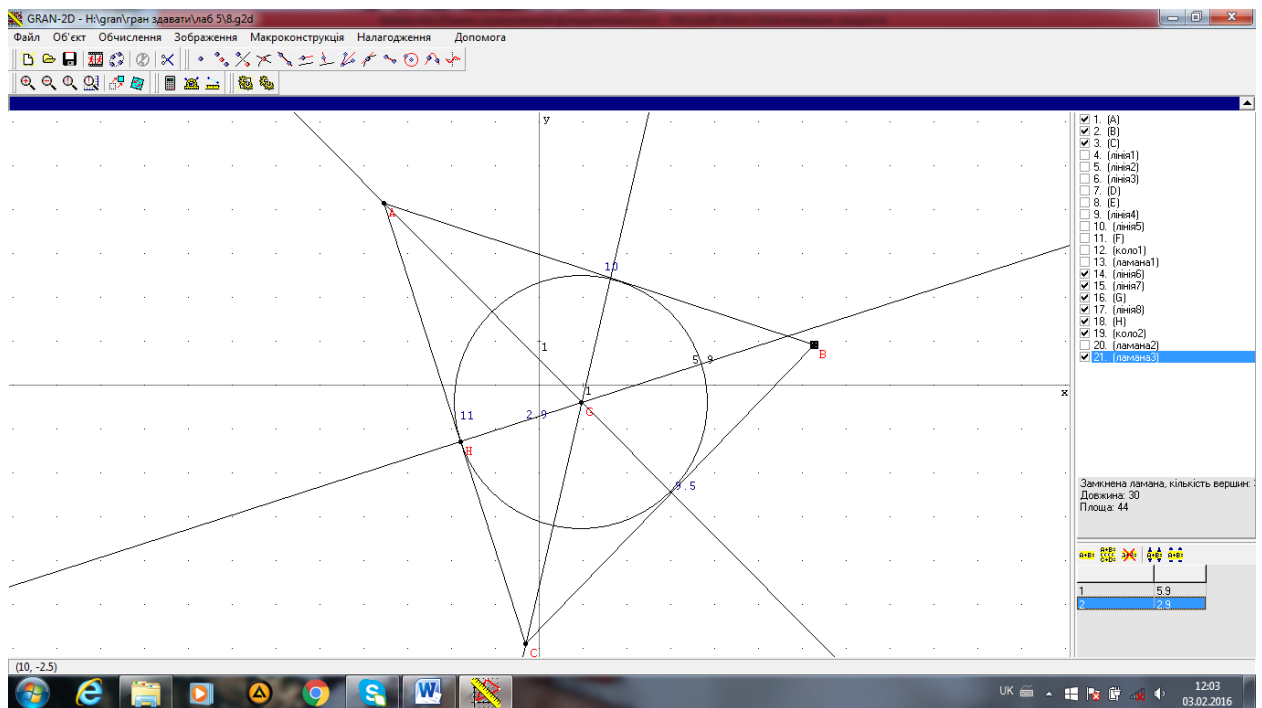 GRAN-2D - H:\gran\гран здавати\лаб 5\8.g2d
Файл Об'єкт Обчислення Зображення Макроконструкція Налагодження Допомога
y
A
10
1
5.9
B
1
x
11
2.9
G
H
9.5
C
1. (A)
2. (B)
3. (C)
4. (лінія1)
5. (лінія2)
6. (лінія3)
7. (D)
8. (E)
9. (лінія4)
10. (лінія5)
11. (F)
12. (коло1)
13. (ламана1)
14. (лінія6)
15. (лінія7)
16. (G)
17. (лінія8)
18. (H)
19. (коло2)
20. (ламана2)
21. (ламана3)
Замкнена ламана, кількість вершин:
Довжина: 30
Площа: 44
1 5.9
2 2.9
(10, -2.5)
UK
12:03
03.02.2016